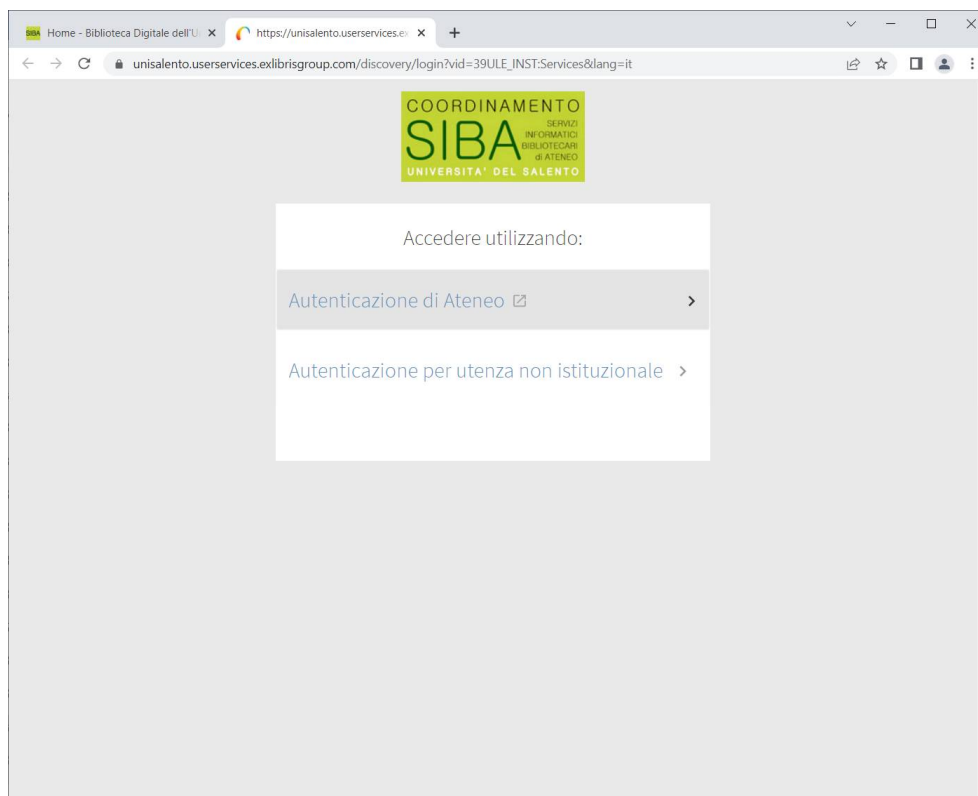 SIBA Home - Biblioteca Digitale dell'U
https://unisalento.userservices.ex
unisalento.userservices.exlibrisgroup.com/discovery/login?vid=39ULE_INST:Services&lang=it
COORDINAMENTO
SIBA
SERVIZI
INFORMATICI
BIBLIOTECARI
di ATENEO
UNIVERSITA' DEL SALENTO
Accedere utilizzando:
Autenticazione di Ateneo
Autenticazione per utenza non istituzionale